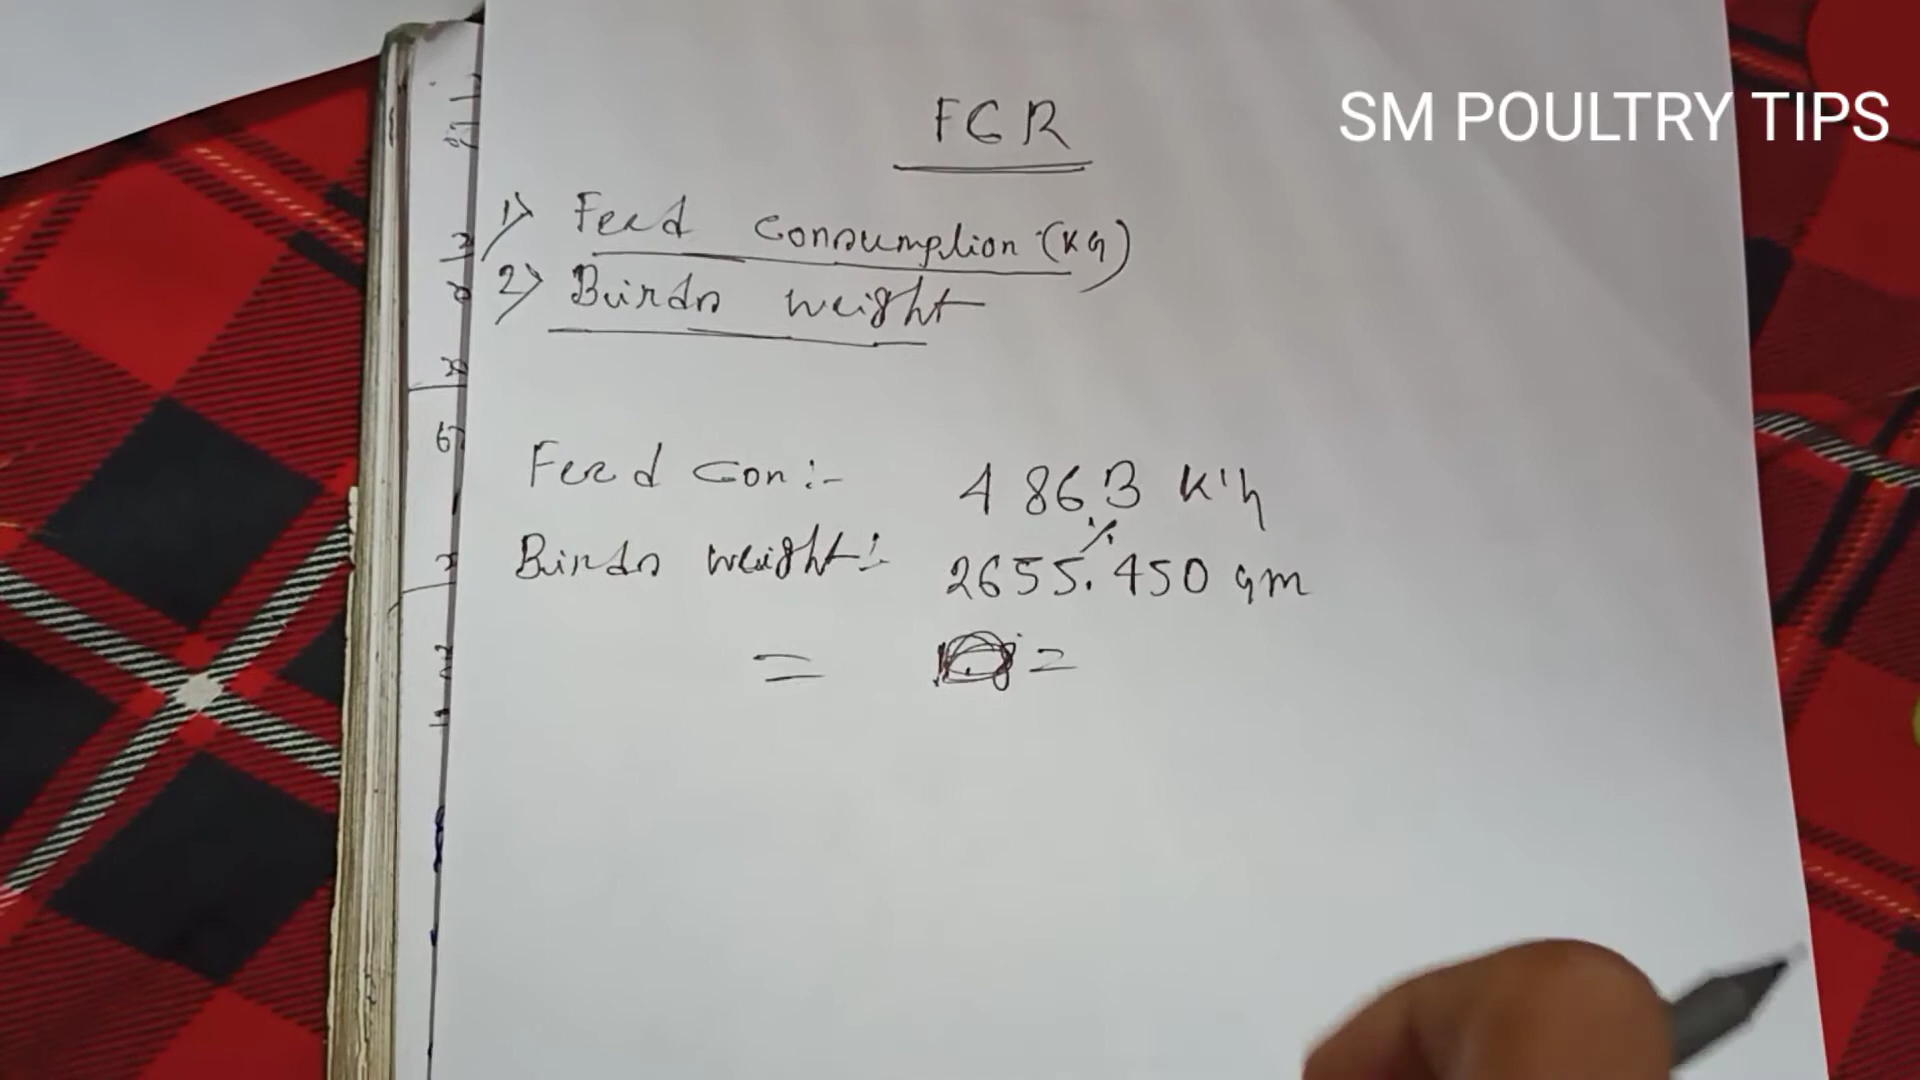 SM POULTRY TIPS
FCR
1) Feed Consumption (KG)
2) Birds weight
Feed Con:- 4863 KG
÷
Birds weight:- 2655.450 gm
= =